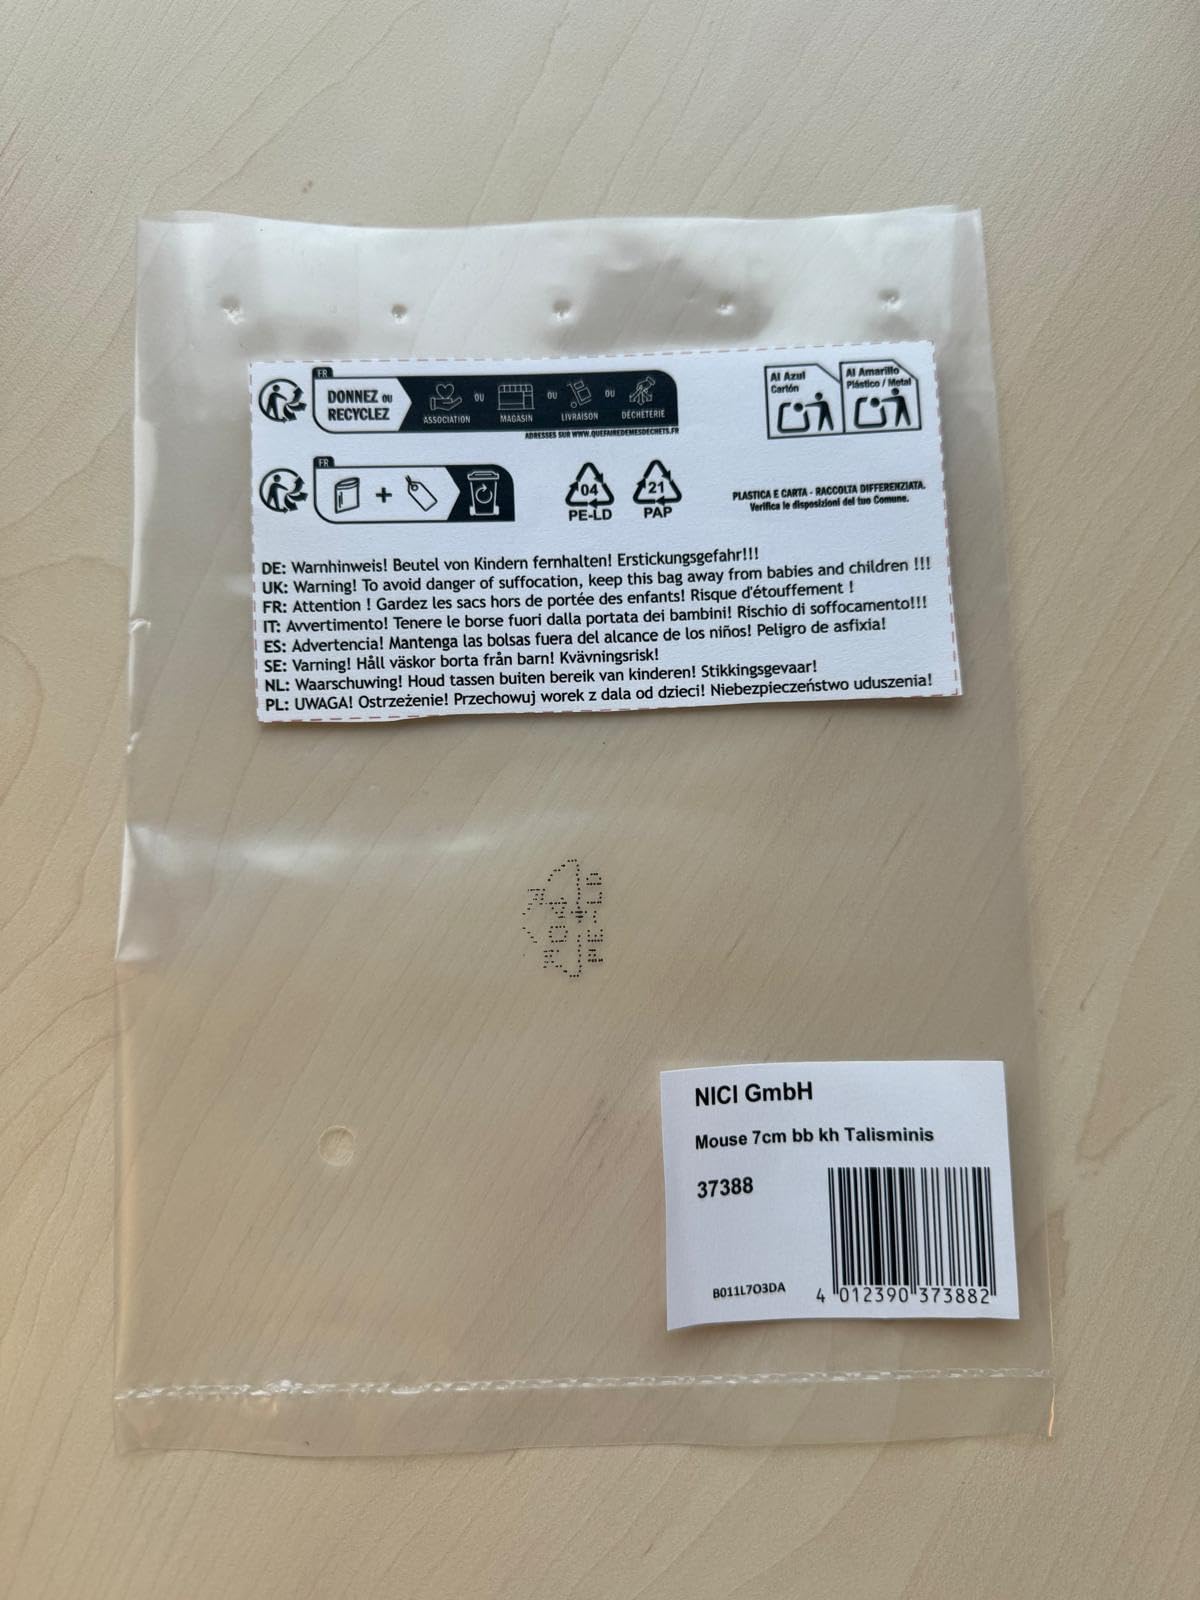 FR
DONNEZ OU
RECYCLEZ
ASSOCIATION
OU
MAGASIN
OU
LIVRAISON
OU
DÉCHÈTERIE
ADRESSES SUR WWW.QUEFAIREDEMESDECHETS.FR
Al Azul
Cartón
Al Amarillo
Plástico / Metal
FR
+
04
PE-LD
21
PAP
PLASTICA E CARTA - RACCOLTA DIFFERENZIATA.
Verifica le disposizioni del tuo Comune.
DE: Warnhinweis! Beutel von Kindern fernhalten! Erstickungsgefahr!!!
UK: Warning! To avoid danger of suffocation, keep this bag away from babies and children !!!
FR: Attention ! Gardez les sacs hors de portée des enfants! Risque d'étouffement !
IT: Avvertimento! Tenere le borse fuori dalla portata dei bambini! Rischio di soffocamento!!!
ES: Advertencia! Mantenga las bolsas fuera del alcance de los niños! Peligro de asfixia!
SE: Varning! Håll väskor borta från barn! Kvävningsrisk!
NL: Waarschuwing! Houd tassen buiten bereik van kinderen! Stikkingsgevaar!
PL: UWAGA! Ostrzeżenie! Przechowuj worek z dala od dzieci! Niebezpieczeństwo uduszenia!
NICI GmbH
Mouse 7cm bb kh Talisminis
37388
B011L7O3DA
4 012390 373882